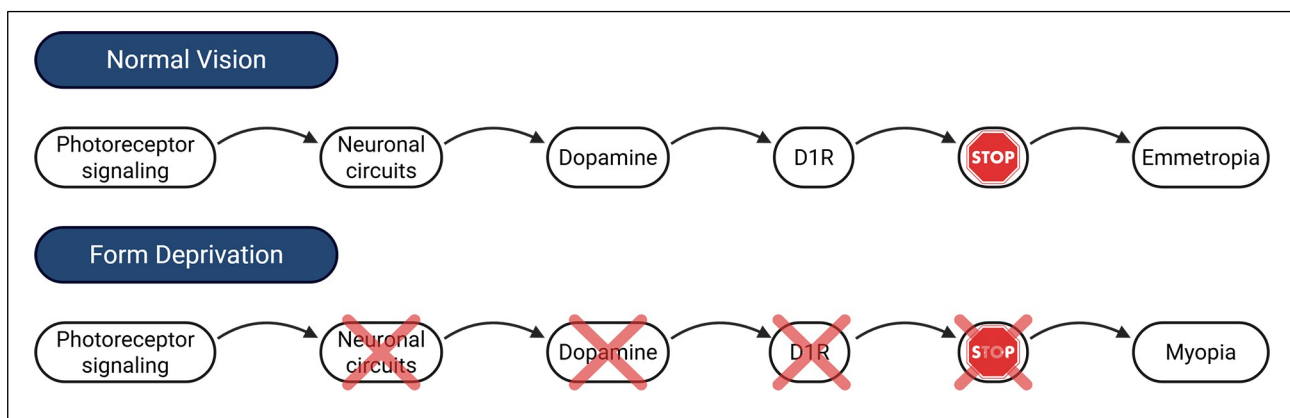 Normal Vision
Photoreceptor
signaling
Neuronal
circuits
Dopamine
D1R
STOP
Emmetropia
Form Deprivation
Photoreceptor
signaling
Neuronal
circuits
Dopamine
D1R
STOP
Myopia